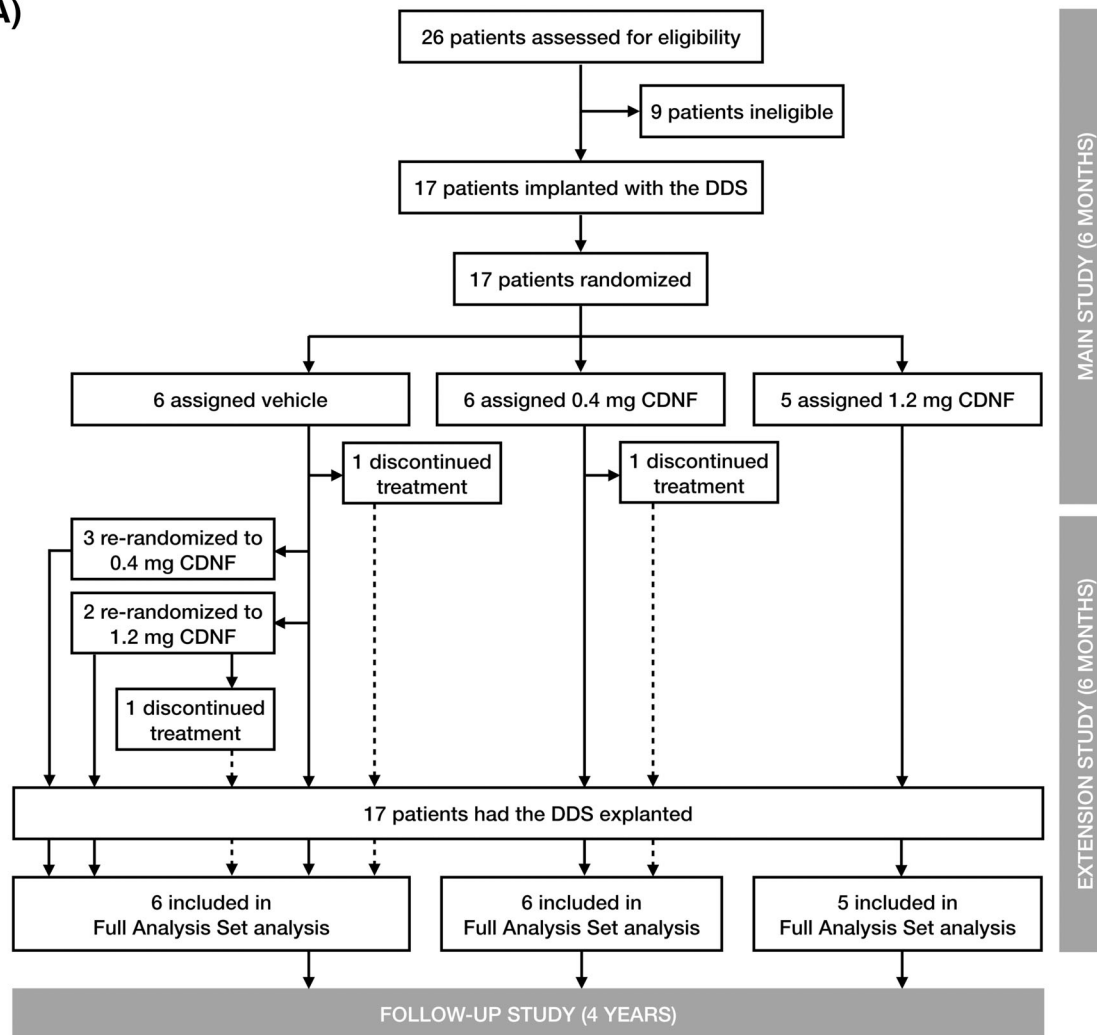 A)
26 patients assessed for eligibility
9 patients ineligible
17 patients implanted with the DDS
17 patients randomized
MAIN STUDY (6 MONTHS)
6 assigned vehicle
6 assigned 0.4 mg CDNF
5 assigned 1.2 mg CDNF
1 discontinued
treatment
1 discontinued
treatment
3 re-randomized to
0.4 mg CDNF
2 re-randomized to
1.2 mg CDNF
1 discontinued
treatment
EXTENSION STUDY (6 MONTHS)
17 patients had the DDS explanted
6 included in
Full Analysis Set analysis
6 included in
Full Analysis Set analysis
5 included in
Full Analysis Set analysis
FOLLOW-UP STUDY (4 YEARS)